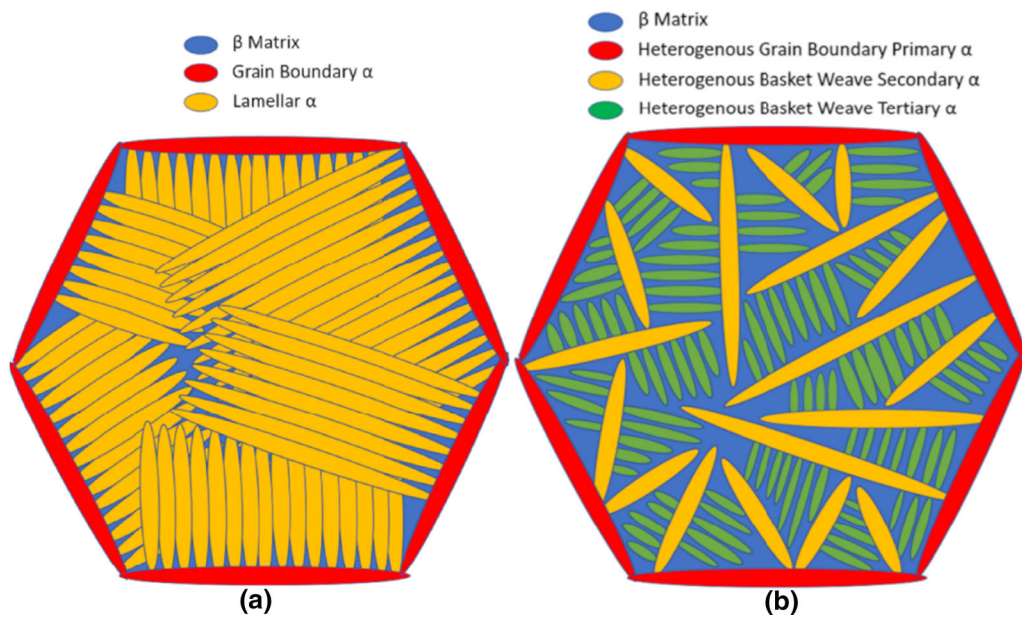 β Matrix
Grain Boundary α
Lamellar α
(a)
β Matrix
Heterogenous Grain Boundary Primary α
Heterogenous Basket Weave Secondary α
Heterogenous Basket Weave Tertiary α
(b)